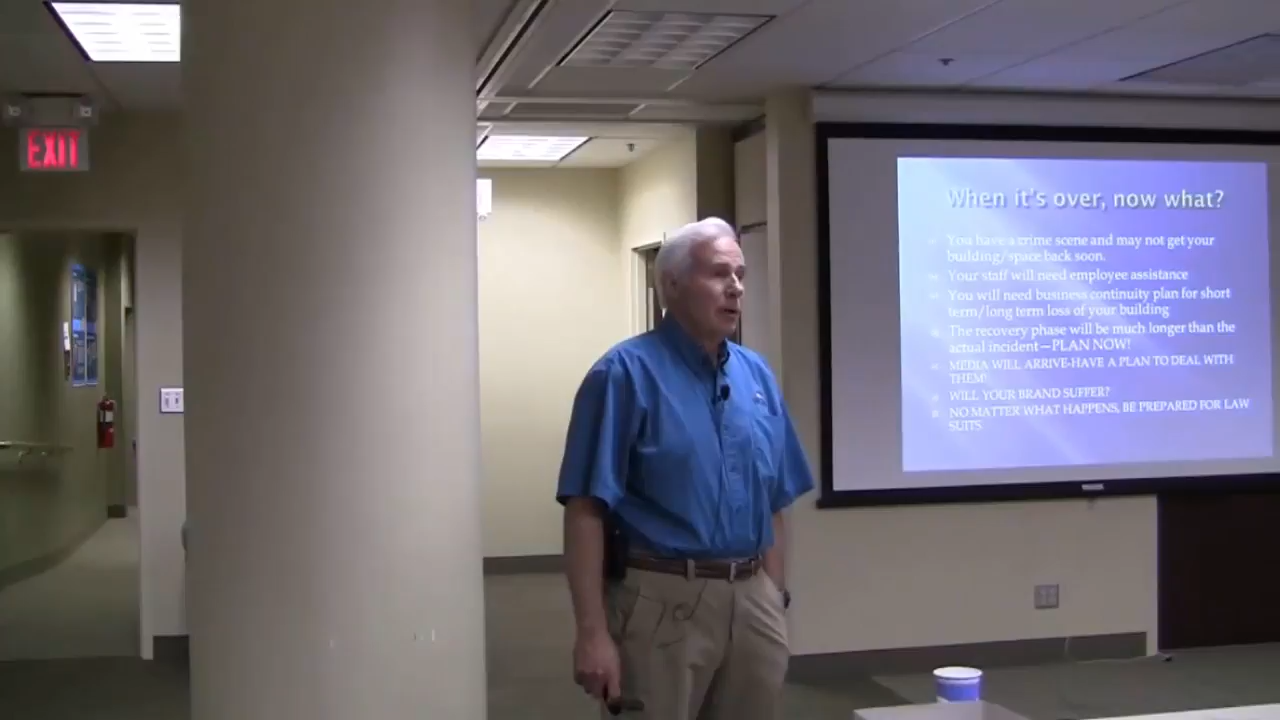 EXIT
When it's over, now what?
You have a crime scene and may not get your
building/space back soon.
Your staff will need employee assistance
You will need business continuity plan for short
term/long term loss of your building
The recovery phase will be much longer than the
actual incident—PLAN NOW!
MEDIA WILL ARRIVE-HAVE A PLAN TO DEAL WITH
THEM!
WILL YOUR BRAND SUFFER?
NO MATTER WHAT HAPPENS, BE PREPARED FOR LAW
SUITS